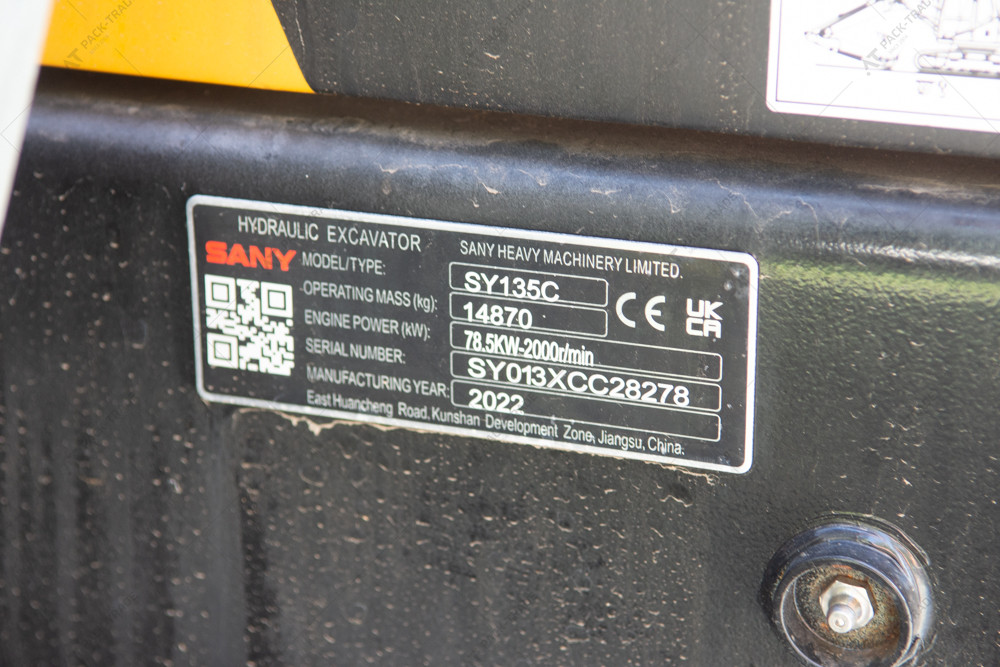 HYDRAULIC EXCAVATOR
SANY HEAVY MACHINERY LIMITED.
SANY
MODEL/TYPE: SY135C
OPERATING MASS (kg): 14870
CE UK CA
ENGINE POWER (kW): 78.5KW-2000r/min
SERIAL NUMBER: SY013XCC28278
MANUFACTURING YEAR: 2022
East Huancheng Road, Kunshan Development Zone, Jiangsu, China.
PACK-TRAD